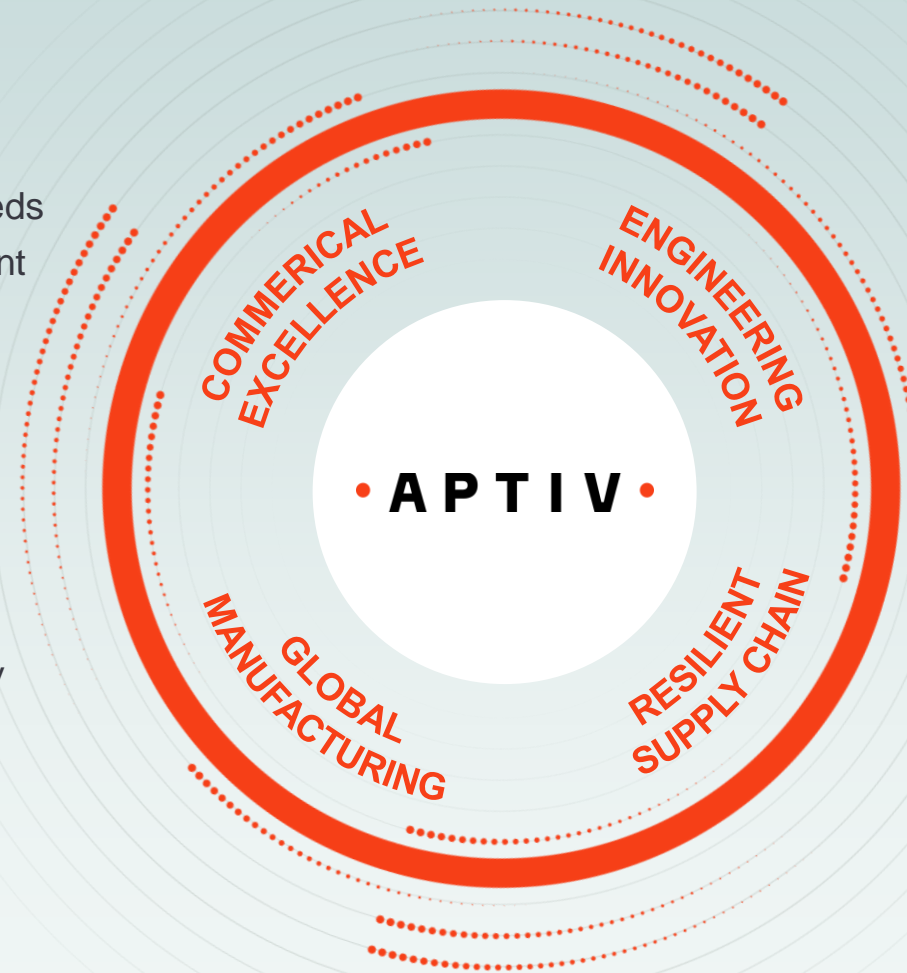 COMMERICAL
EXCELLENCE
ENGINEERING
INNOVATION
• APTIV •
GLOBAL
MANUFACTURING
RESILIENT
SUPPLY CHAIN